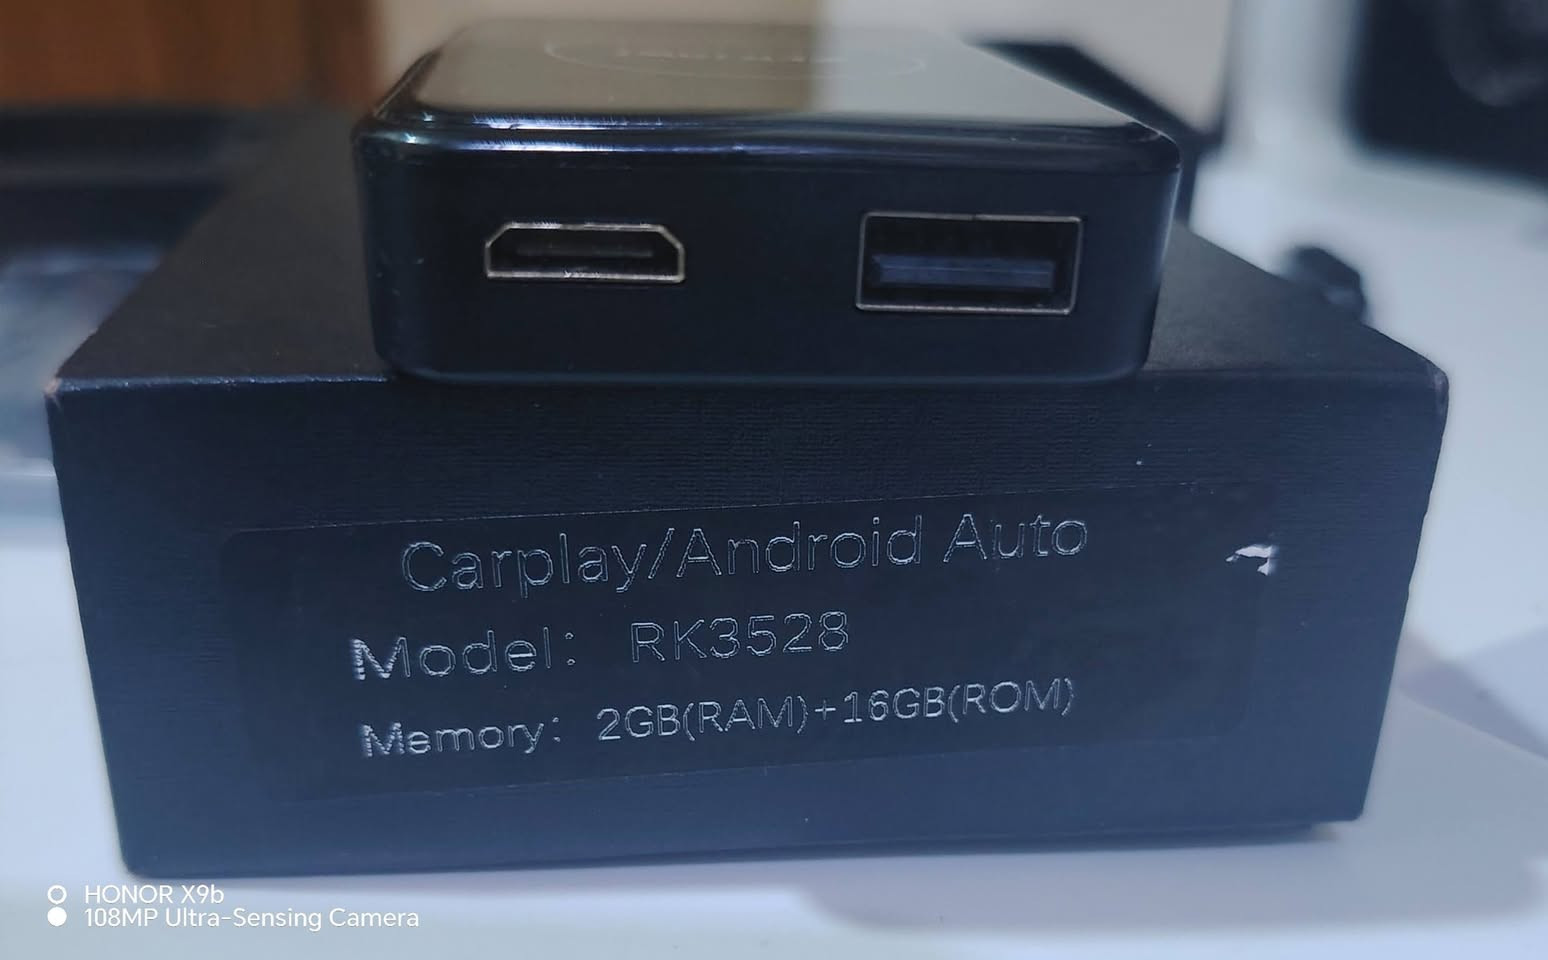 Carplay/Android Auto
Model: RK3528
Memory: 2GB(RAM)+16GB(ROM)
HONOR X9b
108MP Ultra-Sensing Camera